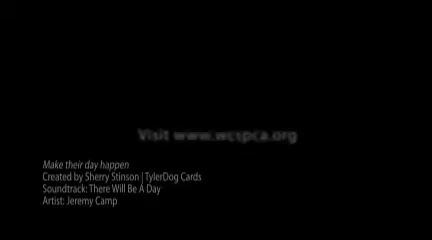 Visit www.wcspca.org
Make their day happen
Created by Sherry Stinson | TylerDog Cards
Soundtrack: There Will Be A Day
Artist: Jeremy Camp